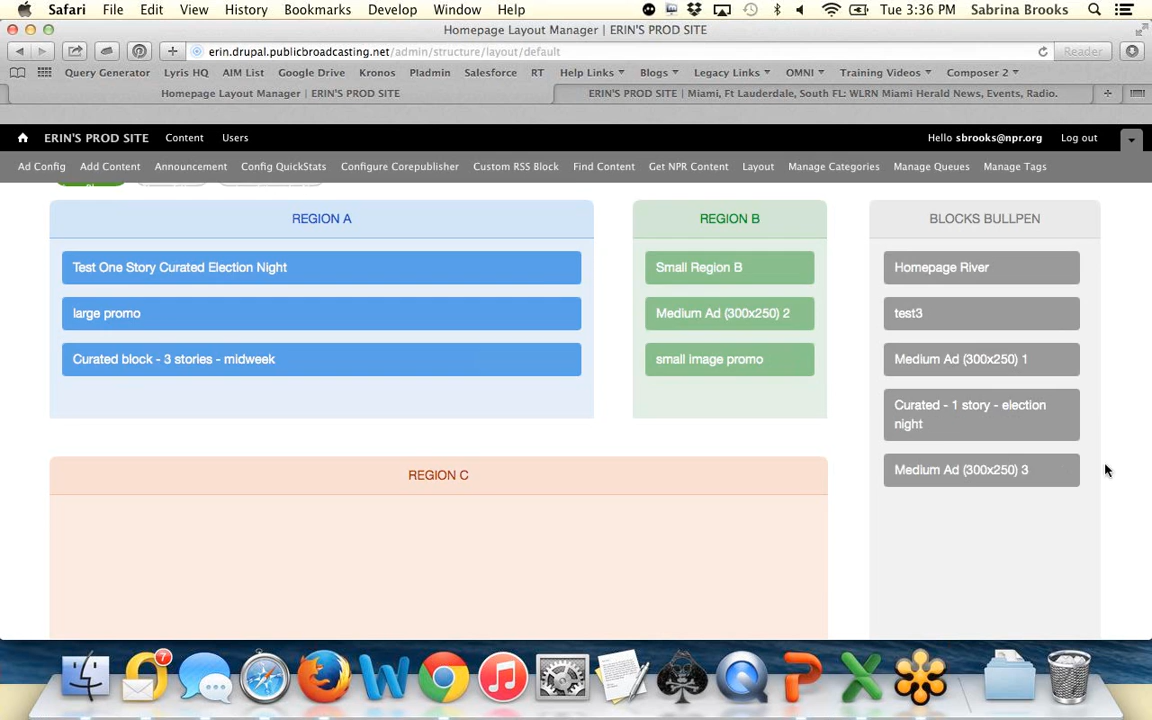 Safari File Edit View History Bookmarks Develop Window Help Tue 3:36 PM Sabrina Brooks
Homepage Layout Manager | ERIN'S PROD SITE
erin.drupal.publicbroadcasting.net/admin/structure/layout/default Reader
Query Generator Lyris HQ AIM List Google Drive Kronos Pladmin Salesforce RT Help Links Blogs Legacy Links OMNI Training Videos Composer 2
Homepage Layout Manager | ERIN'S PROD SITE ERIN'S PROD SITE | Miami, Ft Lauderdale, South FL: WLRN Miami Herald News, Events, Radio.
ERIN'S PROD SITE Content Users Hello sbrooks@npr.org Log out
Ad Config Add Content Announcement Config QuickStats Configure Corepublisher Custom RSS Block Find Content Get NPR Content Layout Manage Categories Manage Queues Manage Tags
REGION A
Test One Story Curated Election Night
large promo
Curated block - 3 stories - midweek
REGION B
Small Region B
Medium Ad (300x250) 2
small image promo
BLOCKS BULLPEN
Homepage River
test3
Medium Ad (300x250) 1
Curated - 1 story - election
night
Medium Ad (300x250) 3
REGION C
7